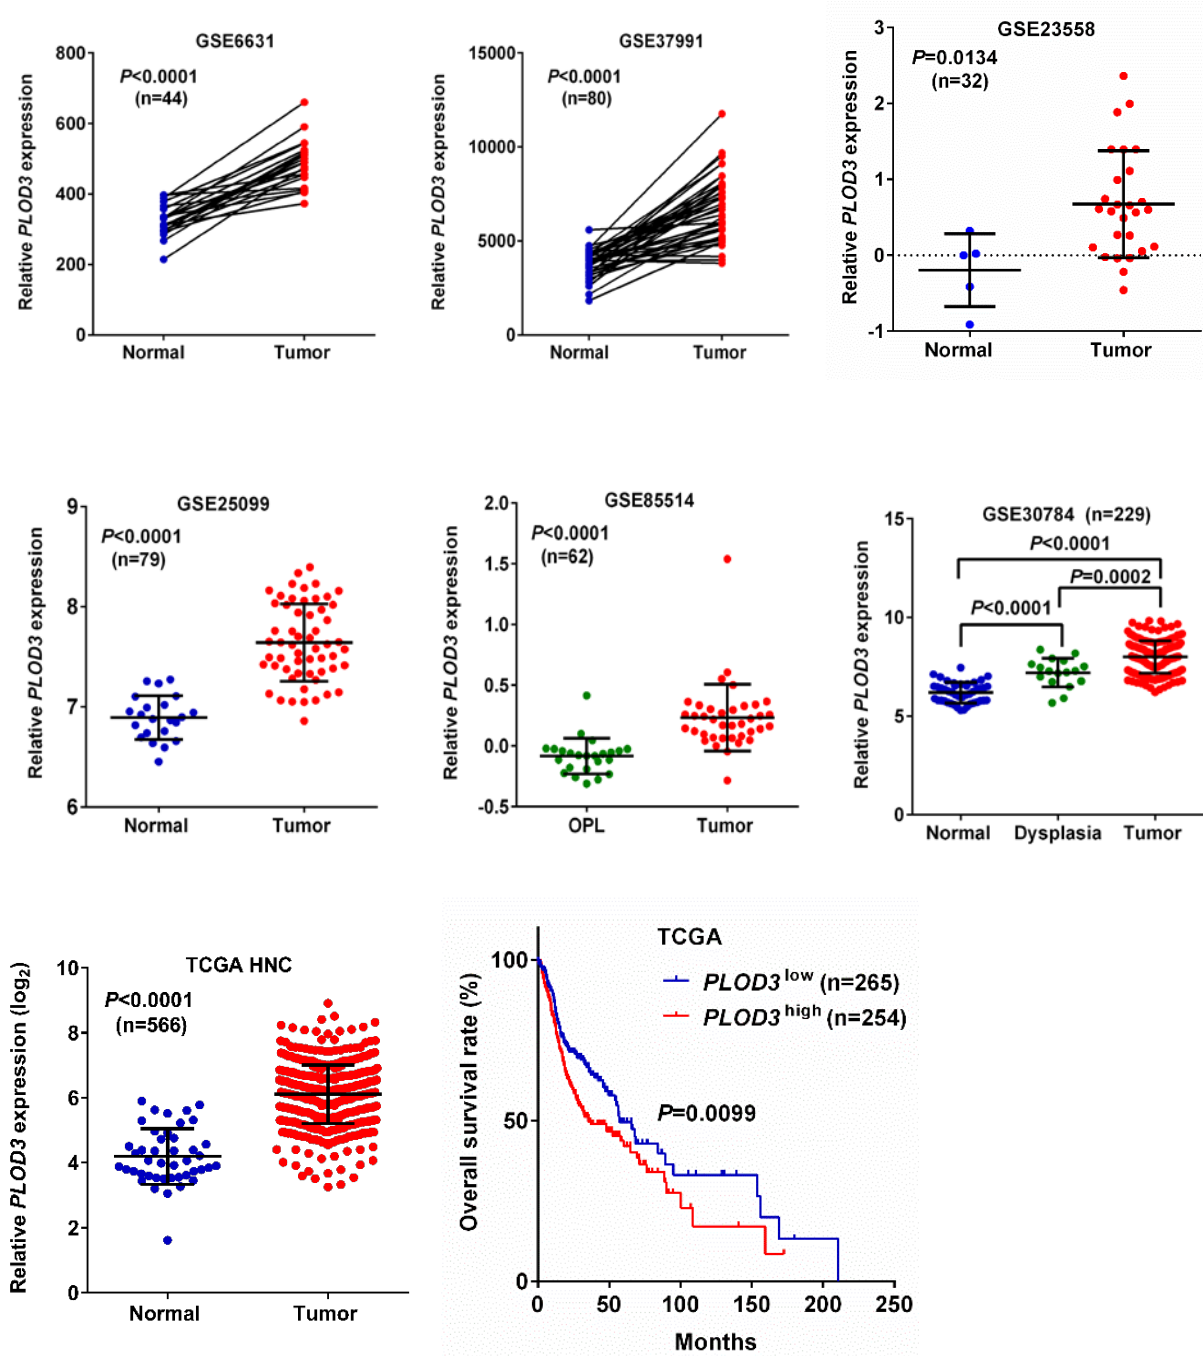 GSE6631
P<0.0001
(n=44)
Relative PLOD3 expression
800
600
400
200
0
Normal
Tumor
GSE37991
P<0.0001
(n=80)
Relative PLOD3 expression
15000
10000
5000
0
Normal
Tumor
GSE23558
P=0.0134
(n=32)
Relative PLOD3 expression
3
2
1
0
-1
Normal
Tumor
GSE25099
P<0.0001
(n=79)
Relative PLOD3 expression
9
8
7
6
Normal
Tumor
GSE85514
P<0.0001
(n=62)
Relative PLOD3 expression
2.0
1.5
1.0
0.5
0.0
-0.5
OPL
Tumor
GSE30784 (n=229)
P<0.0001
P=0.0002
P<0.0001
Relative PLOD3 expression
15
10
5
0
Normal
Dysplasia
Tumor
TCGA HNC
P<0.0001
(n=566)
Relative PLOD3 expression (log2)
10
8
6
4
2
0
Normal
Tumor
TCGA
PLOD3 low (n=265)
PLOD3 high (n=254)
P=0.0099
Overall survival rate (%)
100
50
0
0 50 100 150 200 250
Months